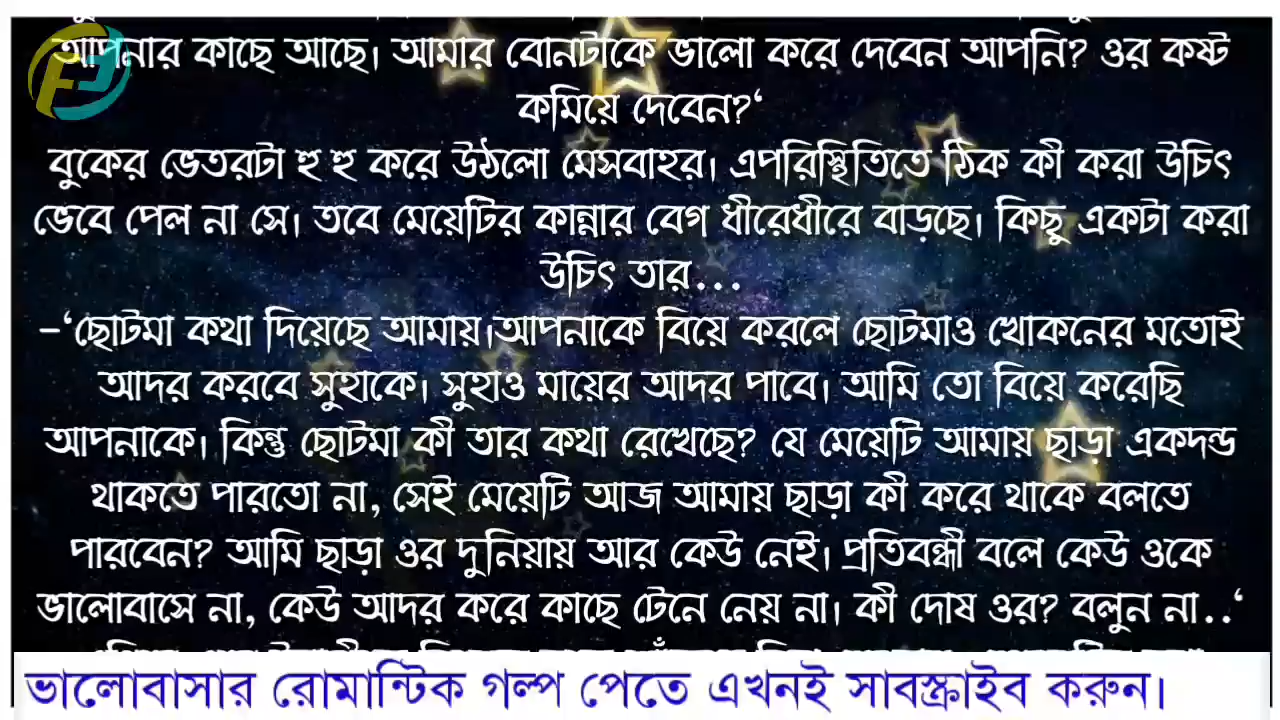 আপনার কাছে আছে। আমার বোনটাকে ভালো করে দেবেন আপনি? ওর কষ্ট
কমিয়ে দেবেন?‘
বুকের ভেতরটা হু হু করে উঠলো মেসবাহর। এপরিস্থিতিতে ঠিক কী করা উচিৎ
ভেবে পেল না সে। তবে মেয়েটির কান্নার বেগ ধীরেধীরে বাড়ছে। কিছু একটা করা
উচিৎ তার...
-‘ছোটমা কথা দিয়েছে আমায়।আপনাকে বিয়ে করলে ছোটমাও খোকনের মতোই
আদর করবে সুহাকে। সুহাও মায়ের আদর পাবে। আমি তো বিয়ে করেছি
আপনাকে। কিন্তু ছোটমা কী তার কথা রেখেছে? যে মেয়েটি আমায় ছাড়া একদন্ড
থাকতে পারতো না, সেই মেয়েটি আজ আমায় ছাড়া কী করে থাকে বলতে
পারবেন? আমি ছাড়া ওর দুনিয়ায় আর কেউ নেই। প্রতিবন্ধী বলে কেউ ওকে
ভালোবাসে না, কেউ আদর করে কাছে টেনে নেয় না। কী দোষ ওর? বলুন না..‘
ভালোবাসার রোমান্টিক গল্প পেতে এখনই সাবস্ক্রাইব করুন।